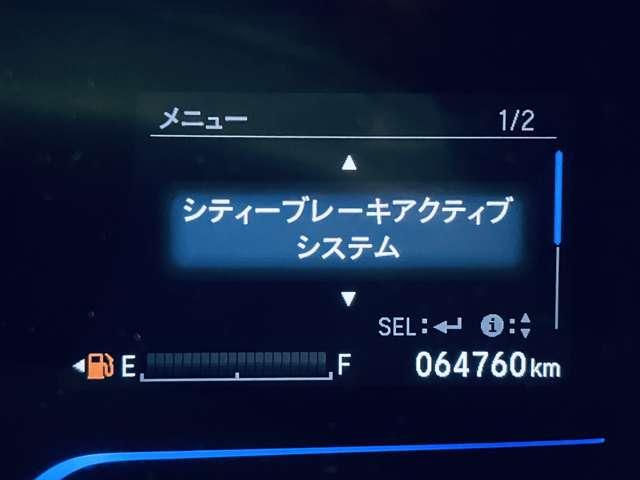 メニュー 1/2
シティーブレーキアクティブ
システム
SEL:
E F 064760km